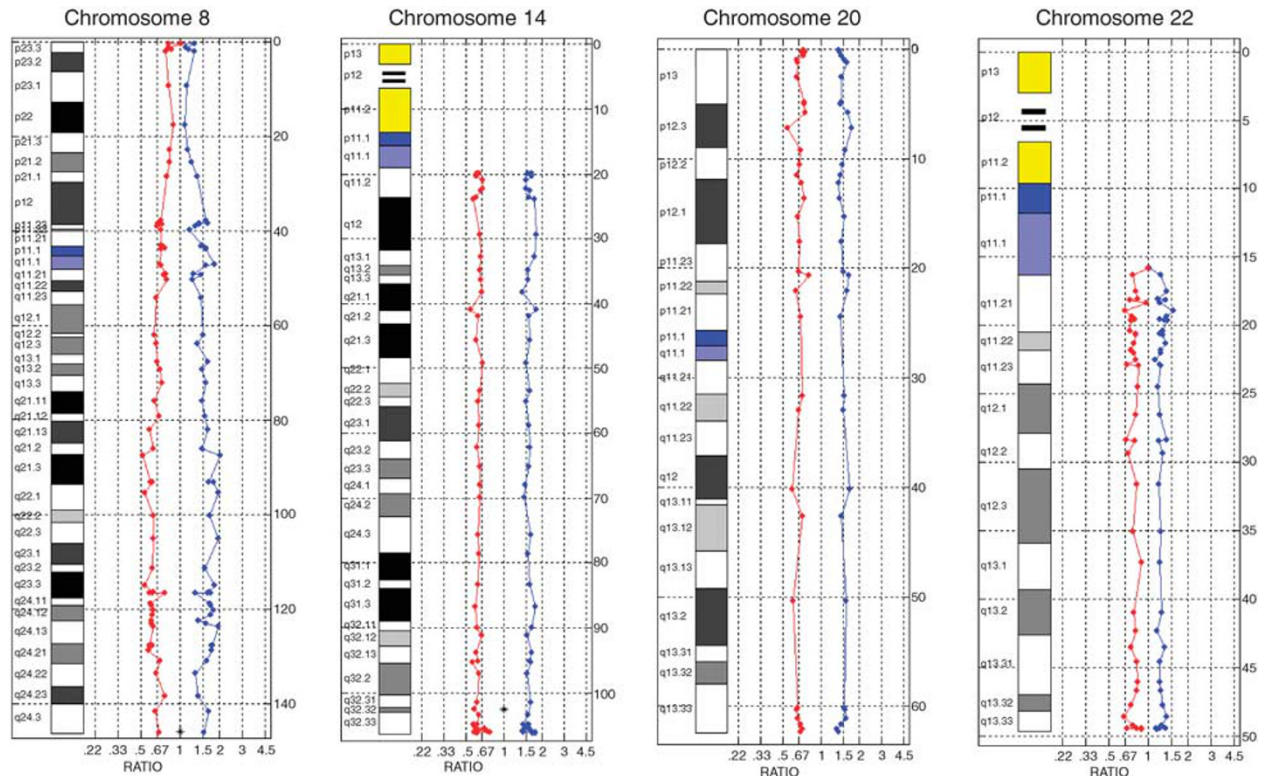 Chromosome 8
p23.3
p23.2
p23.1
p22
p21.3
p21.2
p21.1
p12
p11.23
p11.21
p11.1
q11.1
q11.21
q11.22
q11.23
q12.1
q12.2
q12.3
q13.1
q13.2
q13.3
q21.11
q21.12
q21.13
q21.2
q21.3
q22.1
q22.2
q22.3
q23.1
q23.2
q23.3
q24.11
q24.12
q24.13
q24.21
q24.22
q24.23
q24.3
0
20
40
60
80
100
120
140
.22 .33 .5 .67 1 1.5 2 3 4.5
RATIO
Chromosome 14
p13
p12
p11.2
p11.1
q11.1
q11.2
q12
q13.1
q13.2
q13.3
q21.1
q21.2
q21.3
q22.1
q22.2
q22.3
q23.1
q23.2
q23.3
q24.1
q24.2
q24.3
q31.1
q31.2
q31.3
q32.11
q32.12
q32.13
q32.2
q32.31
q32.32
q32.33
0
10
20
30
40
50
60
70
80
90
100
.22 .33 .5 .67 1 1.5 2 3 4.5
RATIO
Chromosome 20
p13
p12.3
p12.2
p12.1
p11.23
p11.22
p11.21
p11.1
q11.1
q11.21
q11.22
q11.23
q12
q13.11
q13.12
q13.13
q13.2
q13.31
q13.32
q13.33
0
10
20
30
40
50
60
.22 .33 .5 .67 1 1.5 2 3 4.5
RATIO
Chromosome 22
p13
p12
p11.2
p11.1
q11.1
q11.21
q11.22
q11.23
q12.1
q12.2
q12.3
q13.1
q13.2
q13.31
q13.32
q13.33
0
5
10
15
20
25
30
35
40
45
50
.22 .33 .5 .67 1 1.5 2 3 4.5
RATIO